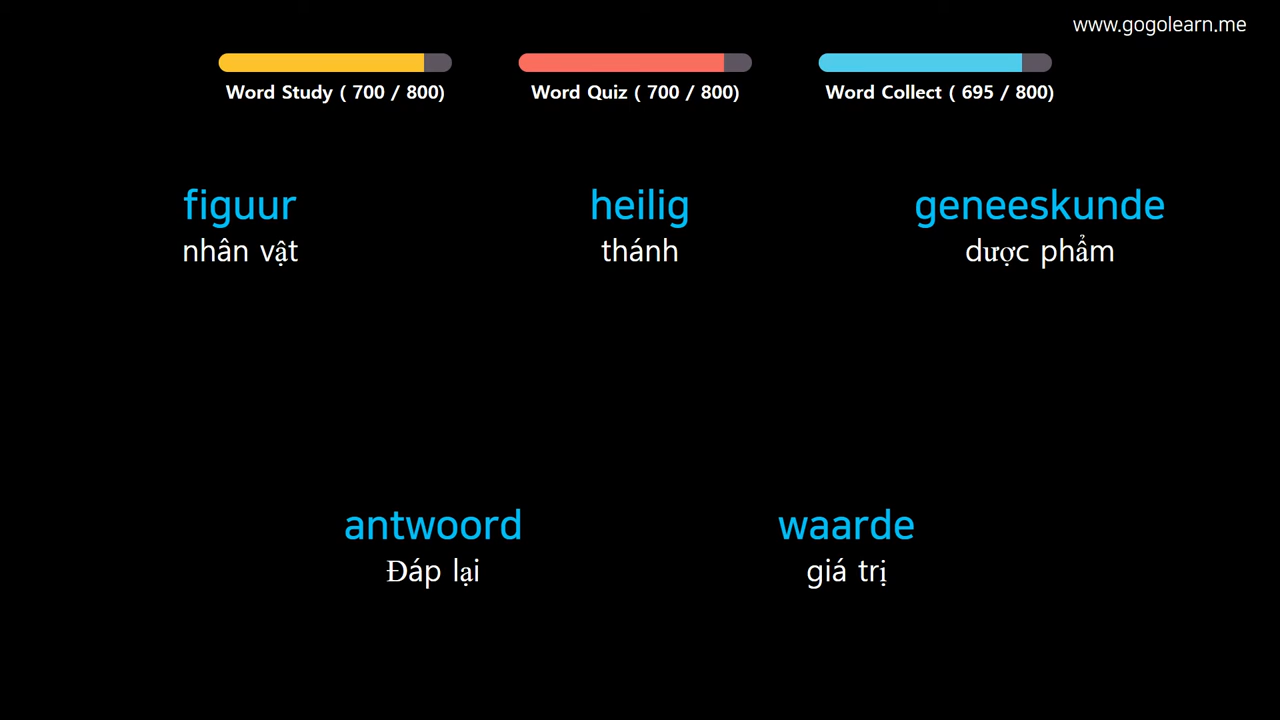 www.gogolearn.me
Word Study ( 700 / 800)
Word Quiz ( 700 / 800)
Word Collect ( 695 / 800)
figuur
nhân vật
heilig
thánh
geneeskunde
dược phẩm
antwoord
Đáp lại
waarde
giá trị